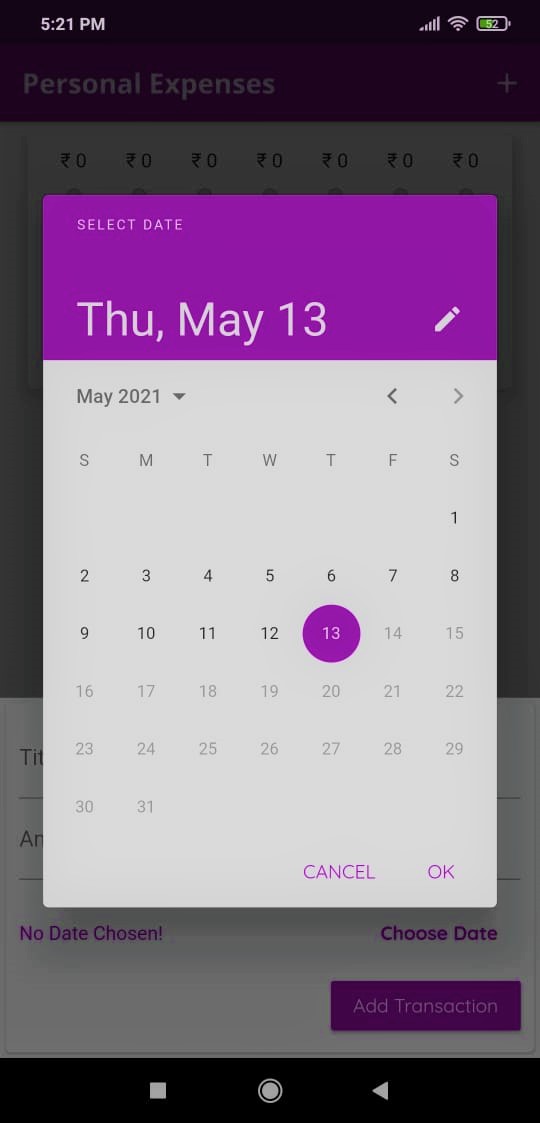 5:21 PM
52
Personal Expenses +
₹ 0 ₹ 0 ₹ 0 ₹ 0 ₹ 0 ₹ 0 ₹ 0
SELECT DATE
Thu, May 13
May 2021
S M T W T F S
1
2 3 4 5 6 7 8
9 10 11 12 13 14 15
16 17 18 19 20 21 22
23 24 25 26 27 28 29
30 31
Tit
An
CANCEL OK
No Date Chosen! Choose Date
Add Transaction